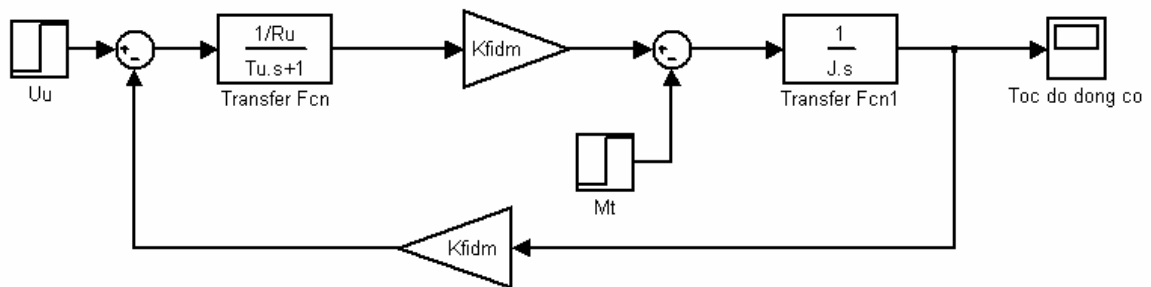 Uu
1/Ru
Tu.s+1
Transfer Fcn
Kfidm
Mt
1
J.s
Transfer Fcn1
Toc do dong co
Kfidm